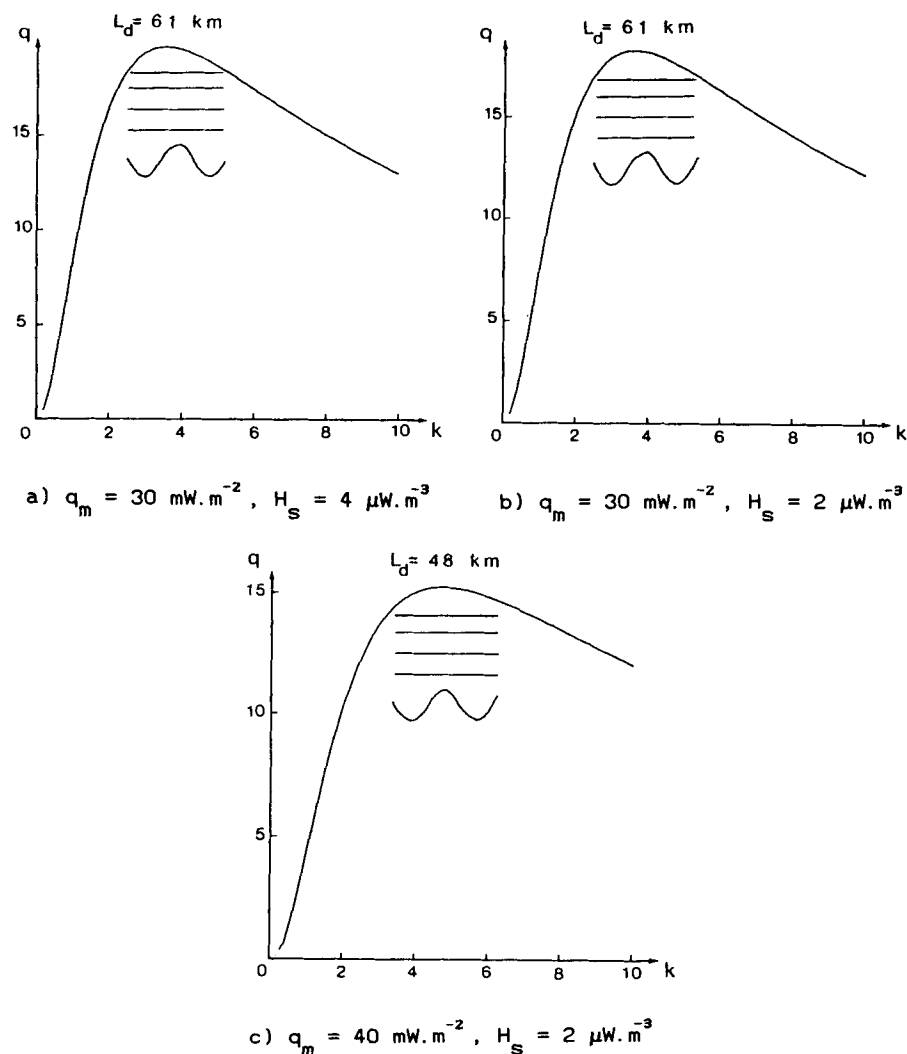 L_d = 61 km
q
15
10
5
0 2 4 6 8 10 k
a) q_m = 30 mW.m^-2 , H_s = 4 μW.m^-3
L_d = 61 km
q
15
10
5
0 2 4 6 8 10 k
b) q_m = 30 mW.m^-2 , H_s = 2 μW.m^-3
L_d = 48 km
q
15
10
5
0 2 4 6 8 10 k
c) q_m = 40 mW.m^-2 , H_s = 2 μW.m^-3